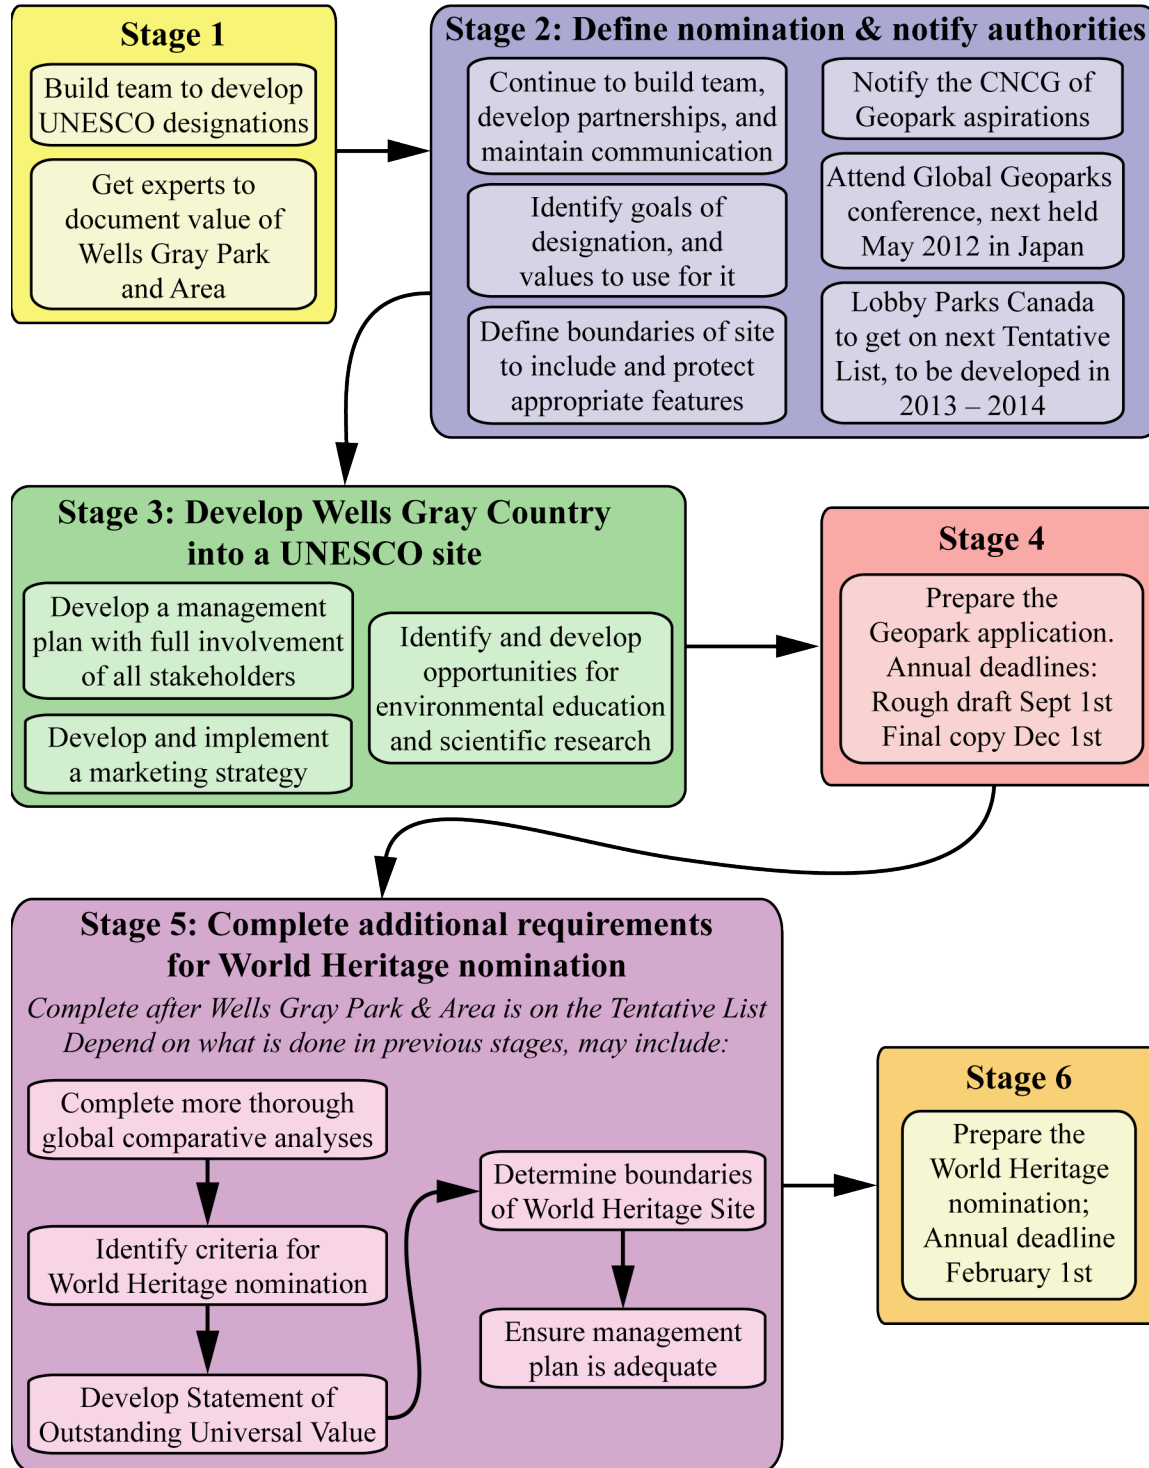 Stage 1
Build team to develop
UNESCO designations
Get experts to
document value of
Wells Gray Park
and Area
Stage 2: Define nomination & notify authorities
Continue to build team,
develop partnerships, and
maintain communication
Identify goals of
designation, and
values to use for it
Define boundaries of site
to include and protect
appropriate features
Notify the CNCG of
Geopark aspirations
Attend Global Geoparks
conference, next held
May 2012 in Japan
Lobby Parks Canada
to get on next Tentative
List, to be developed in
2013 – 2014
Stage 3: Develop Wells Gray Country
into a UNESCO site
Develop a management
plan with full involvement
of all stakeholders
Develop and implement
a marketing strategy
Identify and develop
opportunities for
environmental education
and scientific research
Stage 4
Prepare the
Geopark application.
Annual deadlines:
Rough draft Sept 1st
Final copy Dec 1st
Stage 5: Complete additional requirements
for World Heritage nomination
Complete after Wells Gray Park & Area is on the Tentative List
Depend on what is done in previous stages, may include:
Complete more thorough
global comparative analyses
Identify criteria for
World Heritage nomination
Develop Statement of
Outstanding Universal Value
Determine boundaries
of World Heritage Site
Ensure management
plan is adequate
Stage 6
Prepare the
World Heritage
nomination;
Annual deadline
February 1st